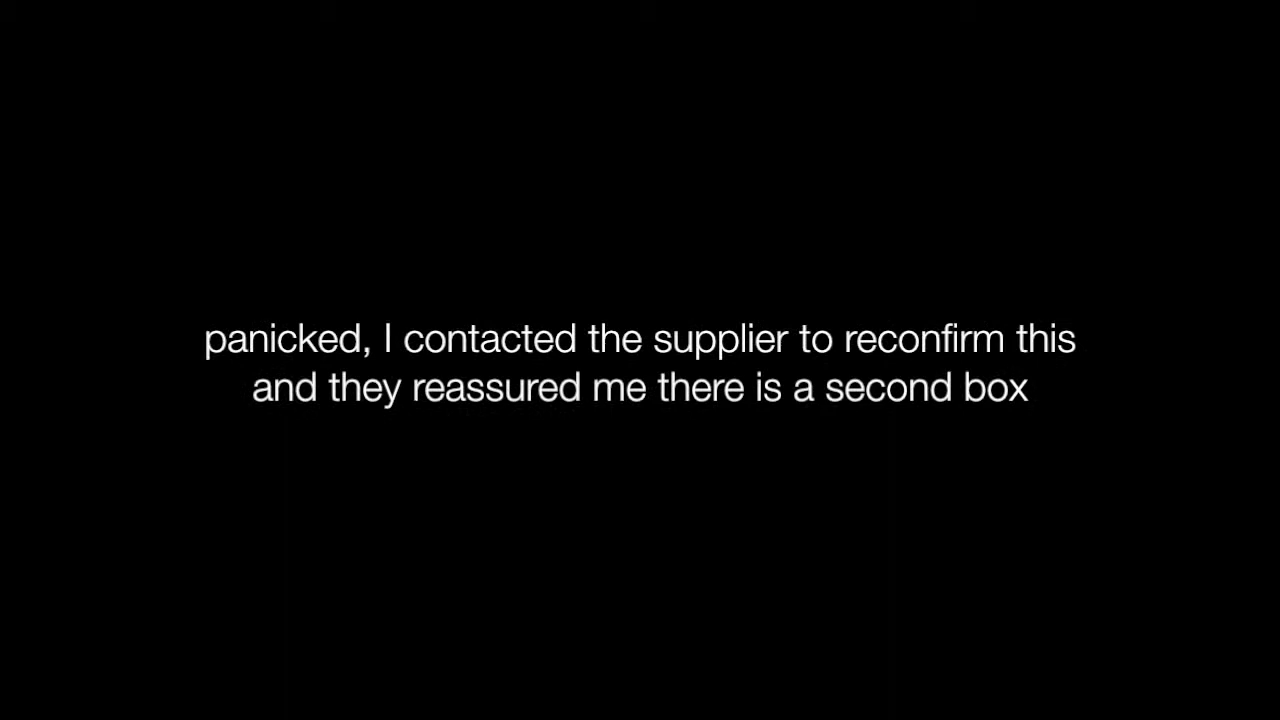 panicked, I contacted the supplier to reconfirm this
and they reassured me there is a second box